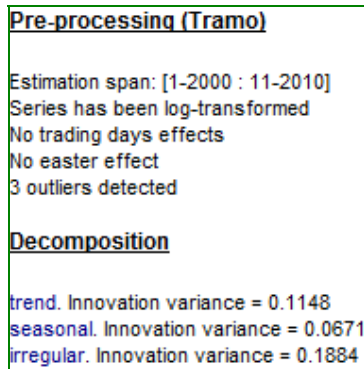 Pre-processing (Tramo)
Estimation span: [1-2000 : 11-2010]
Series has been log-transformed
No trading days effects
No easter effect
3 outliers detected
Decomposition
trend. Innovation variance = 0.1148
seasonal. Innovation variance = 0.0671
irregular. Innovation variance = 0.1884